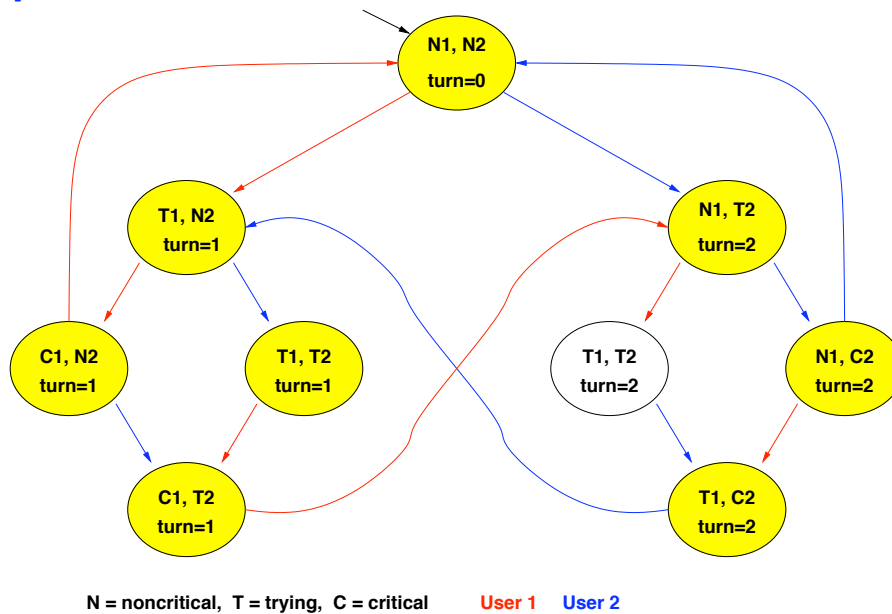 N1, N2
turn=0
T1, N2
turn=1
N1, T2
turn=2
C1, N2
turn=1
T1, T2
turn=1
T1, T2
turn=2
N1, C2
turn=2
C1, T2
turn=1
T1, C2
turn=2
N = noncritical, T = trying, C = critical User 1 User 2